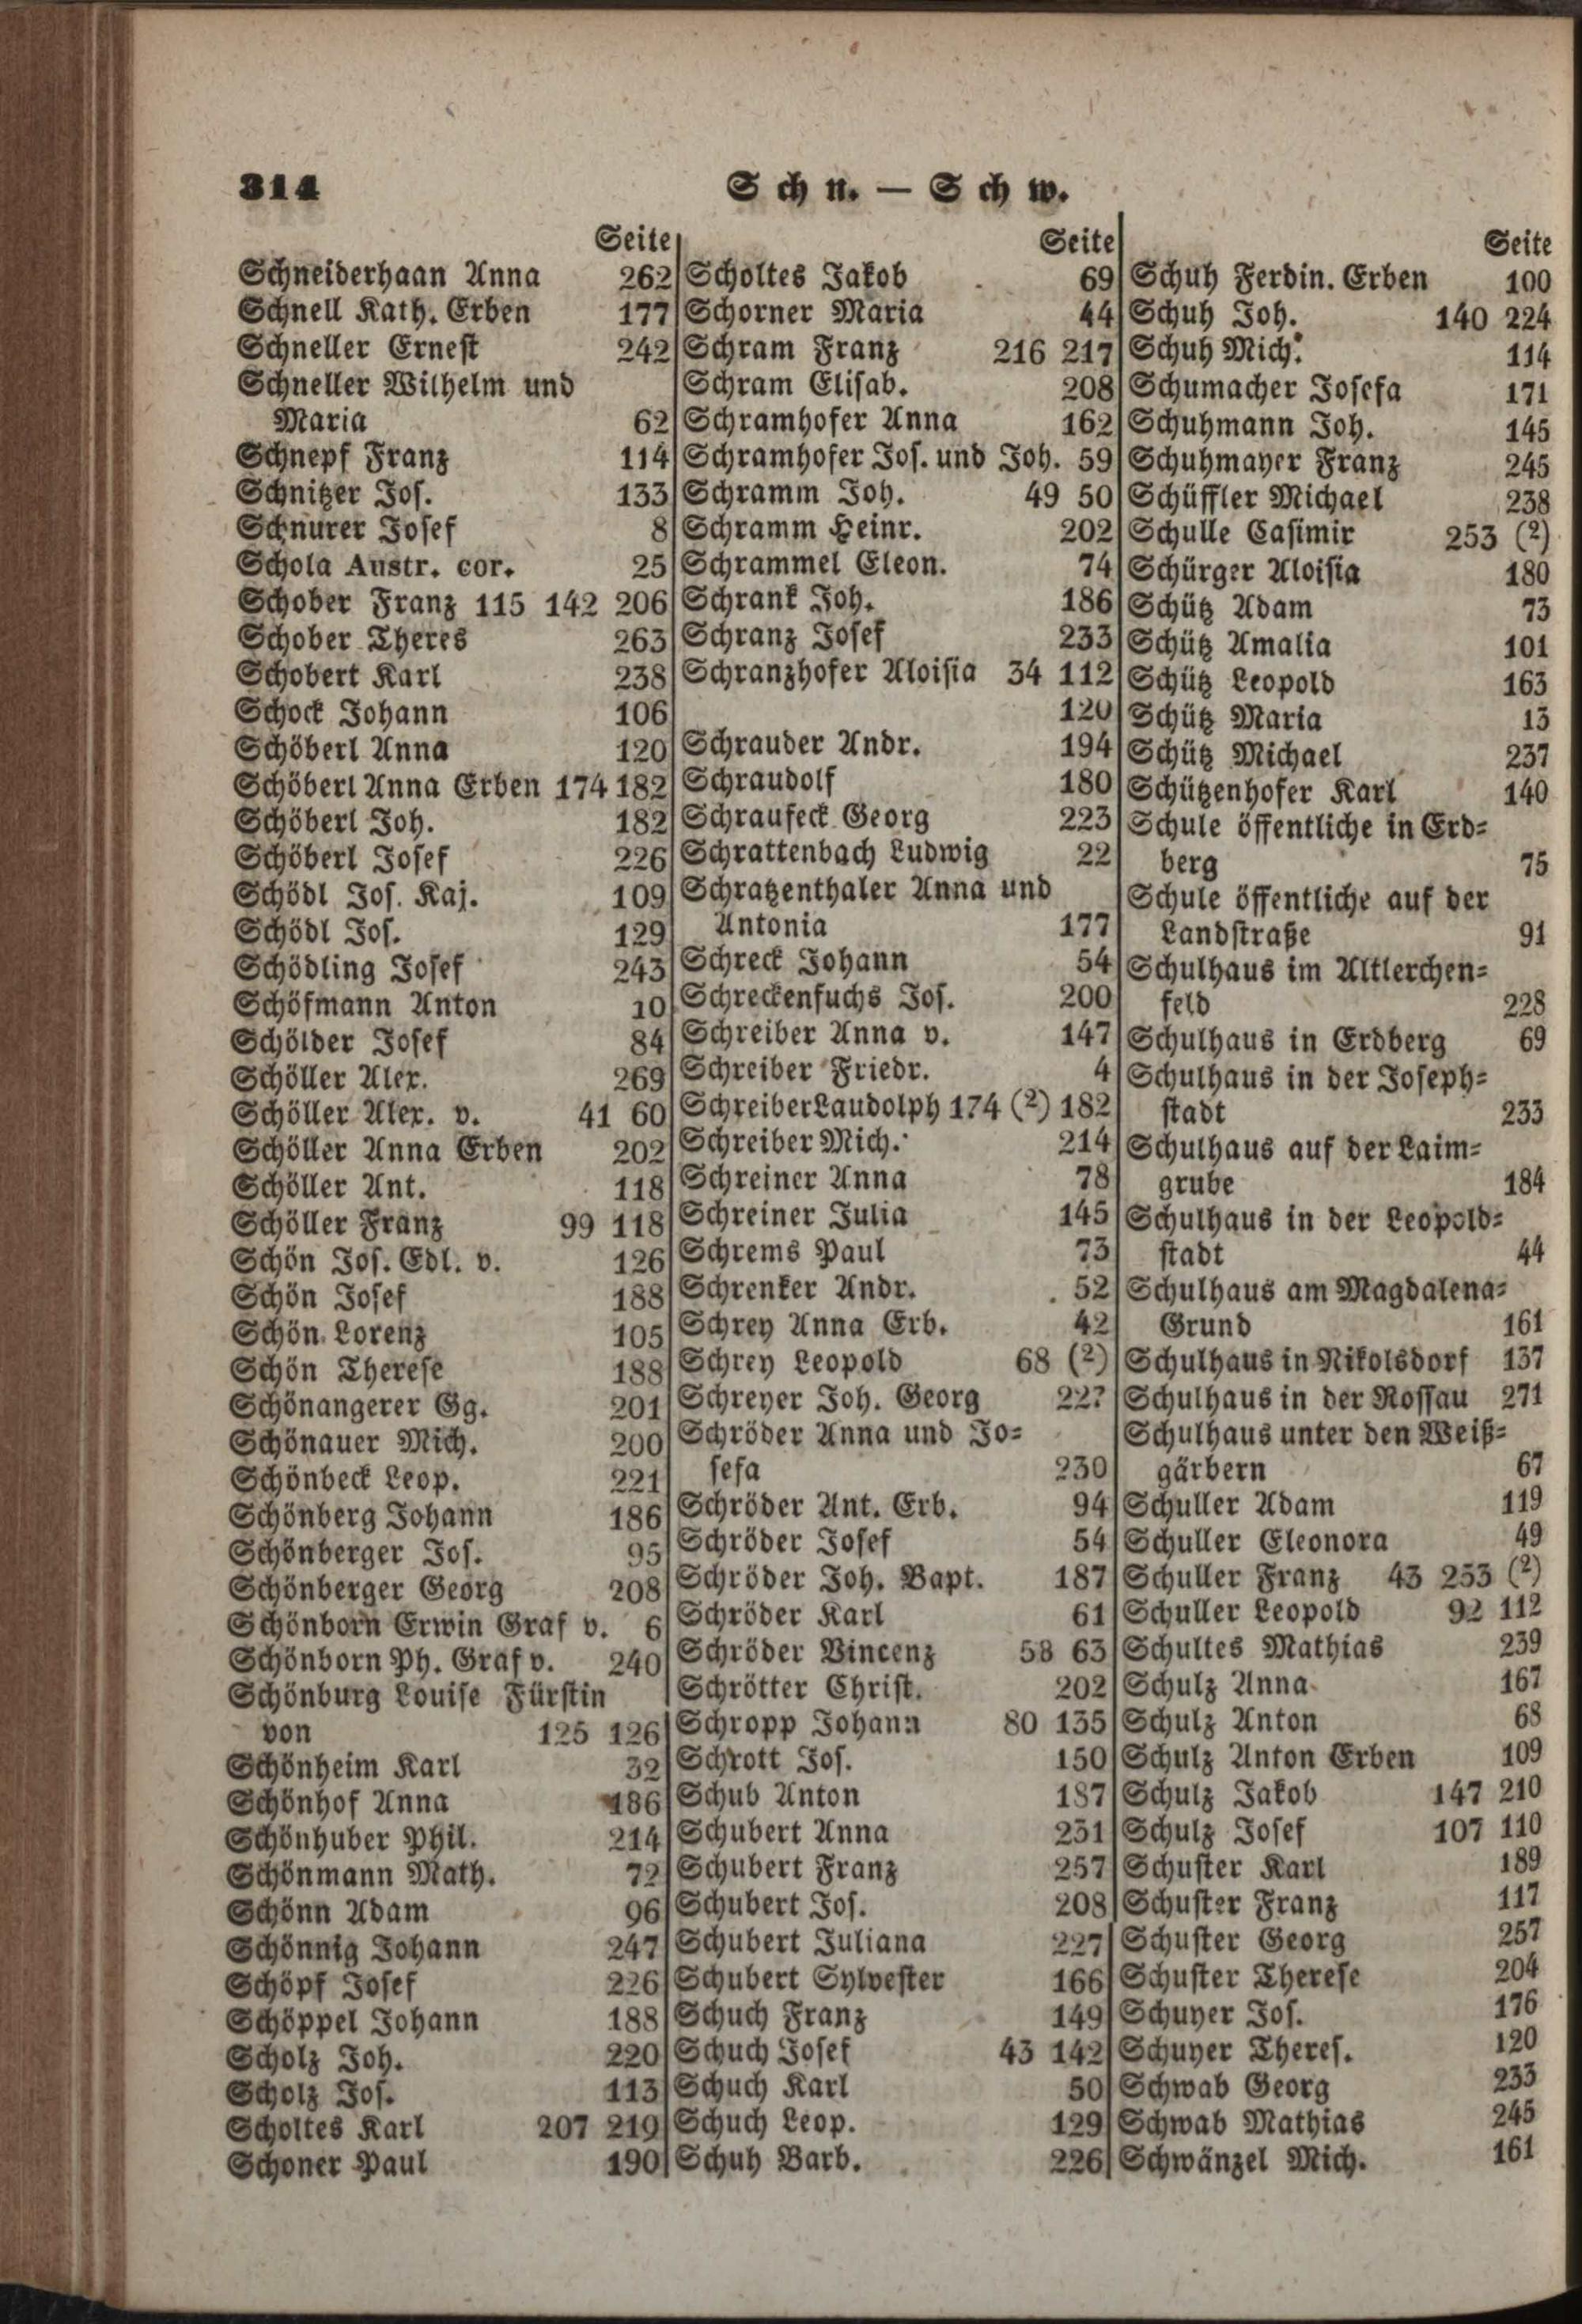 314
Schn. — Schw.
Seite
Schneiderhaan Anna 262
Schnell Kath. Erben 177
Schneller Ernest 242
Schneller Wilhelm und
Maria 62
Schnepf Franz 114
Schnitzer Jos. 133
Schnurer Josef 8
Schola Austr. cor. 25
Schober Franz 115 142 206
Schober Theres 263
Schobert Karl 238
Schock Johann 106
Schöberl Anna 120
Schöberl Anna Erben 174 182
Schöberl Joh. 182
Schöberl Josef 226
Schödl Jos. Kaj. 109
Schödl Jos. 129
Schödling Josef 243
Schöfmann Anton 10
Schölder Josef 84
Schöller Alex. 269
Schöller Alex. v. 41 60
Schöller Anna Erben 202
Schöller Ant. 118
Schöller Franz 99 118
Schön Jos. Edl. v. 126
Schön Josef 188
Schön Lorenz 105
Schön Therese 188
Schönangerer Gg. 201
Schönauer Mich. 200
Schönbeck Leop. 221
Schönberg Johann 186
Schönberger Jos. 95
Schönberger Georg 208
Schönborn Erwin Graf v. 6
Schönborn Ph. Graf v. 240
Schönburg Louise Fürstin
von 125 126
Schönheim Karl 32
Schönhof Anna 186
Schönhuber Phil. 214
Schönmann Math. 72
Schönn Adam 96
Schönnig Johann 247
Schöpf Josef 226
Schöppel Johann 188
Scholz Joh. 220
Scholz Jos. 113
Scholtes Karl 207 219
Schoner Paul 190
Seite
Scholtes Jakob 69
Schorner Maria 44
Schram Franz 216 217
Schram Elisab. 208
Schramhofer Anna 162
Schramhofer Jos. und Joh. 59
Schramm Joh. 49 50
Schramm Heinr. 202
Schrammel Eleon. 74
Schrank Joh. 186
Schranz Josef 233
Schranzhofer Aloisia 34 112
120
Schrauder Andr. 194
Schraudolf 180
Schraufeck Georg 223
Schrattenbach Ludwig 22
Schratzenthaler Anna und
Antonia 177
Schreck Johann 54
Schreckenfuchs Jos. 200
Schreiber Anna v. 147
Schreiber Friedr. 4
Schreiber Laudolph 174 (2) 182
Schreiber Mich. 214
Schreiner Anna 78
Schreiner Julia 145
Schrems Paul 73
Schrenker Andr. 52
Schrey Anna Erb. 42
Schrey Leopold 68 (2)
Schreyer Joh. Georg 227
Schröder Anna und Jo-
sefa 230
Schröder Ant. Erb. 94
Schröder Josef 54
Schröder Joh. Bapt. 187
Schröder Karl 61
Schröder Vincenz 58 63
Schrötter Christ. 202
Schropp Johann 80 135
Schrott Jos. 150
Schub Anton 187
Schubert Anna 231
Schubert Franz 257
Schubert Jos. 208
Schubert Juliana 227
Schubert Sylvester 166
Schuch Franz 149
Schuch Josef 43 142
Schuch Karl 50
Schuch Leop. 129
Schuh Barb. 226
Seite
Schuh Ferdin. Erben 100
Schuh Joh. 140 224
Schuh Mich. 114
Schumacher Josefa 171
Schuhmann Joh. 145
Schuhmayer Franz 245
Schüffler Michael 238
Schulle Casimir 253 (2)
Schürger Aloisia 180
Schütz Adam 73
Schütz Amalia 101
Schütz Leopold 163
Schütz Maria 13
Schütz Michael 237
Schützenhofer Karl 140
Schule öffentliche in Erd-
berg 75
Schule öffentliche auf der
Landstraße 91
Schulhaus im Altlerchen-
feld 228
Schulhaus in Erdberg 69
Schulhaus in der Joseph-
stadt 233
Schulhaus auf der Laim-
grube 184
Schulhaus in der Leopold-
stadt 44
Schulhaus am Magdalena-
Grund 161
Schulhaus in Nikolsdorf 137
Schulhaus in der Rossau 271
Schulhaus unter den Weiß-
gärbern 67
Schuller Adam 119
Schuller Eleonora 49
Schuller Franz 43 253 (2)
Schuller Leopold 92 112
Schultes Mathias 239
Schulz Anna 167
Schulz Anton 68
Schulz Anton Erben 109
Schulz Jakob 147 210
Schulz Josef 107 110
Schuster Karl 189
Schuster Franz 117
Schuster Georg 257
Schuster Therese 204
Schuyer Jos. 176
Schuyer Theres. 120
Schwab Georg 233
Schwab Mathias 245
Schwänzel Mich. 161